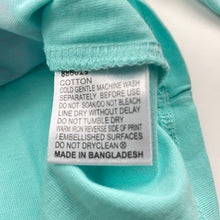 COTTON
COLD GENTLE MACHINE WASH
SEPARATELY BEFORE USE
DO NOT SOAK/DO NOT BLEACH
LINE DRY WITHOUT DELAY
DO NOT TUMBLE DRY
WARM IRON REVERSE SIDE OF PRINT
/ EMBELLISHED SURFACES
DO NOT DRYCLEAN
MADE IN BANGLADESH